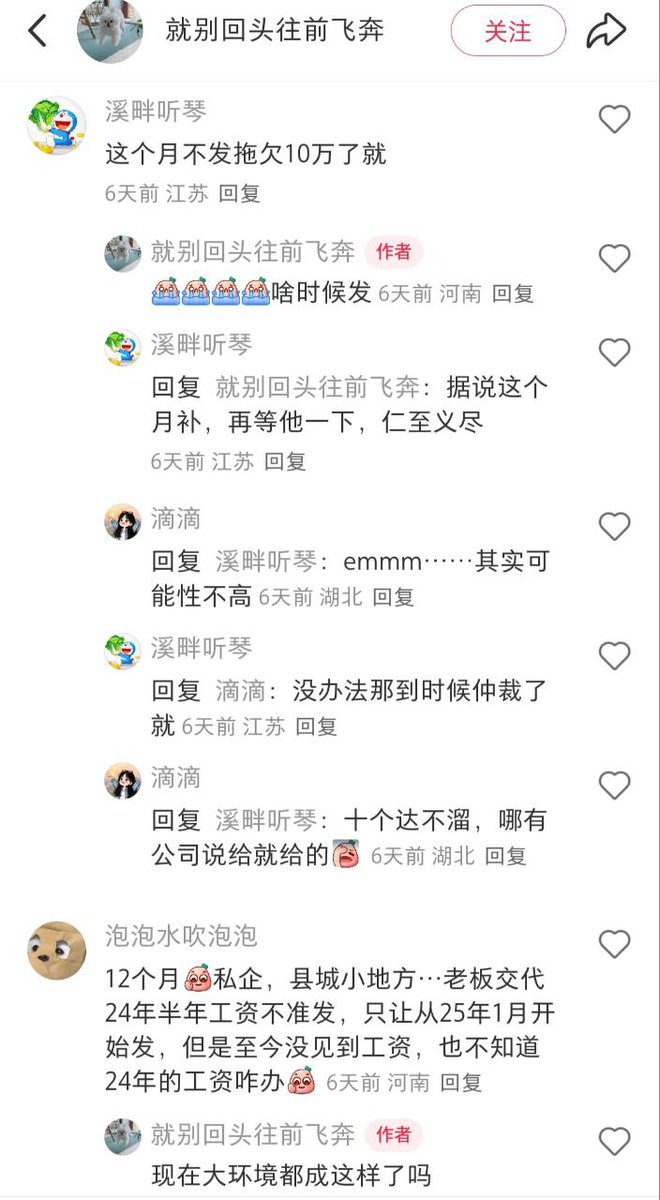 就别回头往前飞奔
关注
溪畔听琴
这个月不发拖欠10万了就
6天前 江苏 回复
就别回头往前飞奔 作者
啥时候发 6天前 河南 回复
溪畔听琴
回复 就别回头往前飞奔：据说这个
月补，再等他一下，仁至义尽
6天前 江苏 回复
滴滴
回复 溪畔听琴：emmm……其实可
能性不高 6天前 湖北 回复
溪畔听琴
回复 滴滴：没办法那到时候仲裁了
就 6天前 江苏 回复
滴滴
回复 溪畔听琴：十个达不溜，哪有
公司说给就给的 6天前 湖北 回复
泡泡水吹泡泡
12个月私企，县城小地方…老板交代
24年半年工资不准发，只让从25年1月开
始发，但是至今没见到工资，也不知道
24年的工资咋办 6天前 河南 回复
就别回头往前飞奔 作者
现在大环境都成这样了吗